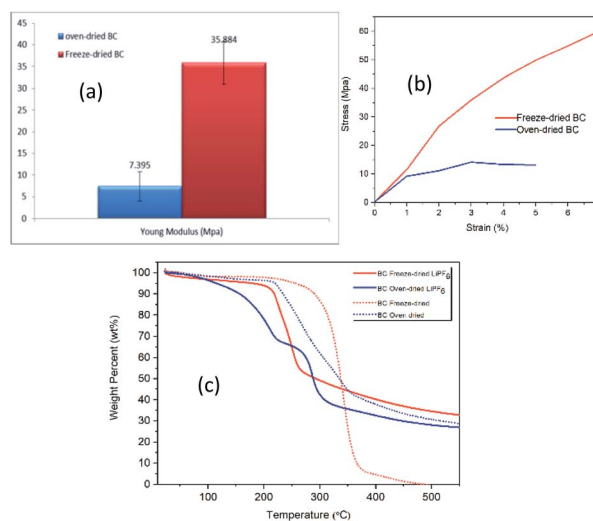 45
40
35
30
25
20
15
10
5
0
oven-dried BC
Freeze-dried BC
(a)
7.395
35.884
Young Modulus (Mpa)
60
50
40
30
20
10
0
Stress (Mpa)
(b)
Freeze-dried BC
Oven-dried BC
0 1 2 3 4 5 6
Strain (%)
100
90
80
70
60
50
40
30
20
10
0
Weight Percent (wt%)
BC Freeze-dried LiPF6
BC Oven-dried LiPF6
BC Freeze-dried
BC Oven dried
(c)
100 200 300 400 500
Temperature (°C)